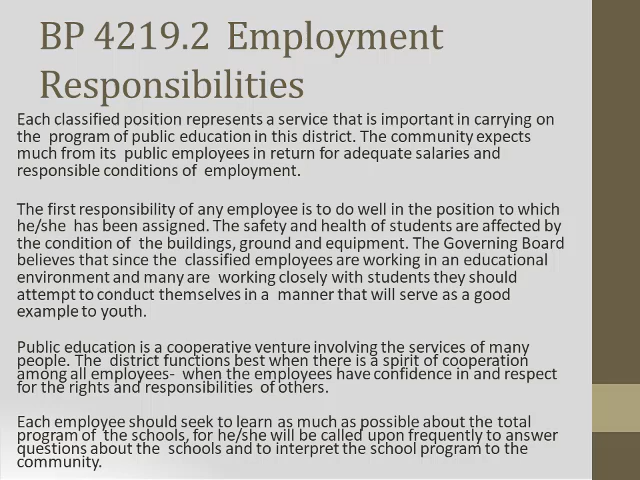 BP 4219.2 Employment
Responsibilities
Each classified position represents a service that is important in carrying on
the program of public education in this district. The community expects
much from its public employees in return for adequate salaries and
responsible conditions of employment.
The first responsibility of any employee is to do well in the position to which
he/she has been assigned. The safety and health of students are affected by
the condition of the buildings, ground and equipment. The Governing Board
believes that since the classified employees are working in an educational
environment and many are working closely with students they should
attempt to conduct themselves in a manner that will serve as a good
example to youth.
Public education is a cooperative venture involving the services of many
people. The district functions best when there is a spirit of cooperation
among all employees- when the employees have confidence in and respect
for the rights and responsibilities of others.
Each employee should seek to learn as much as possible about the total
program of the schools, for he/she will be called upon frequently to answer
questions about the schools and to interpret the school program to the
community.